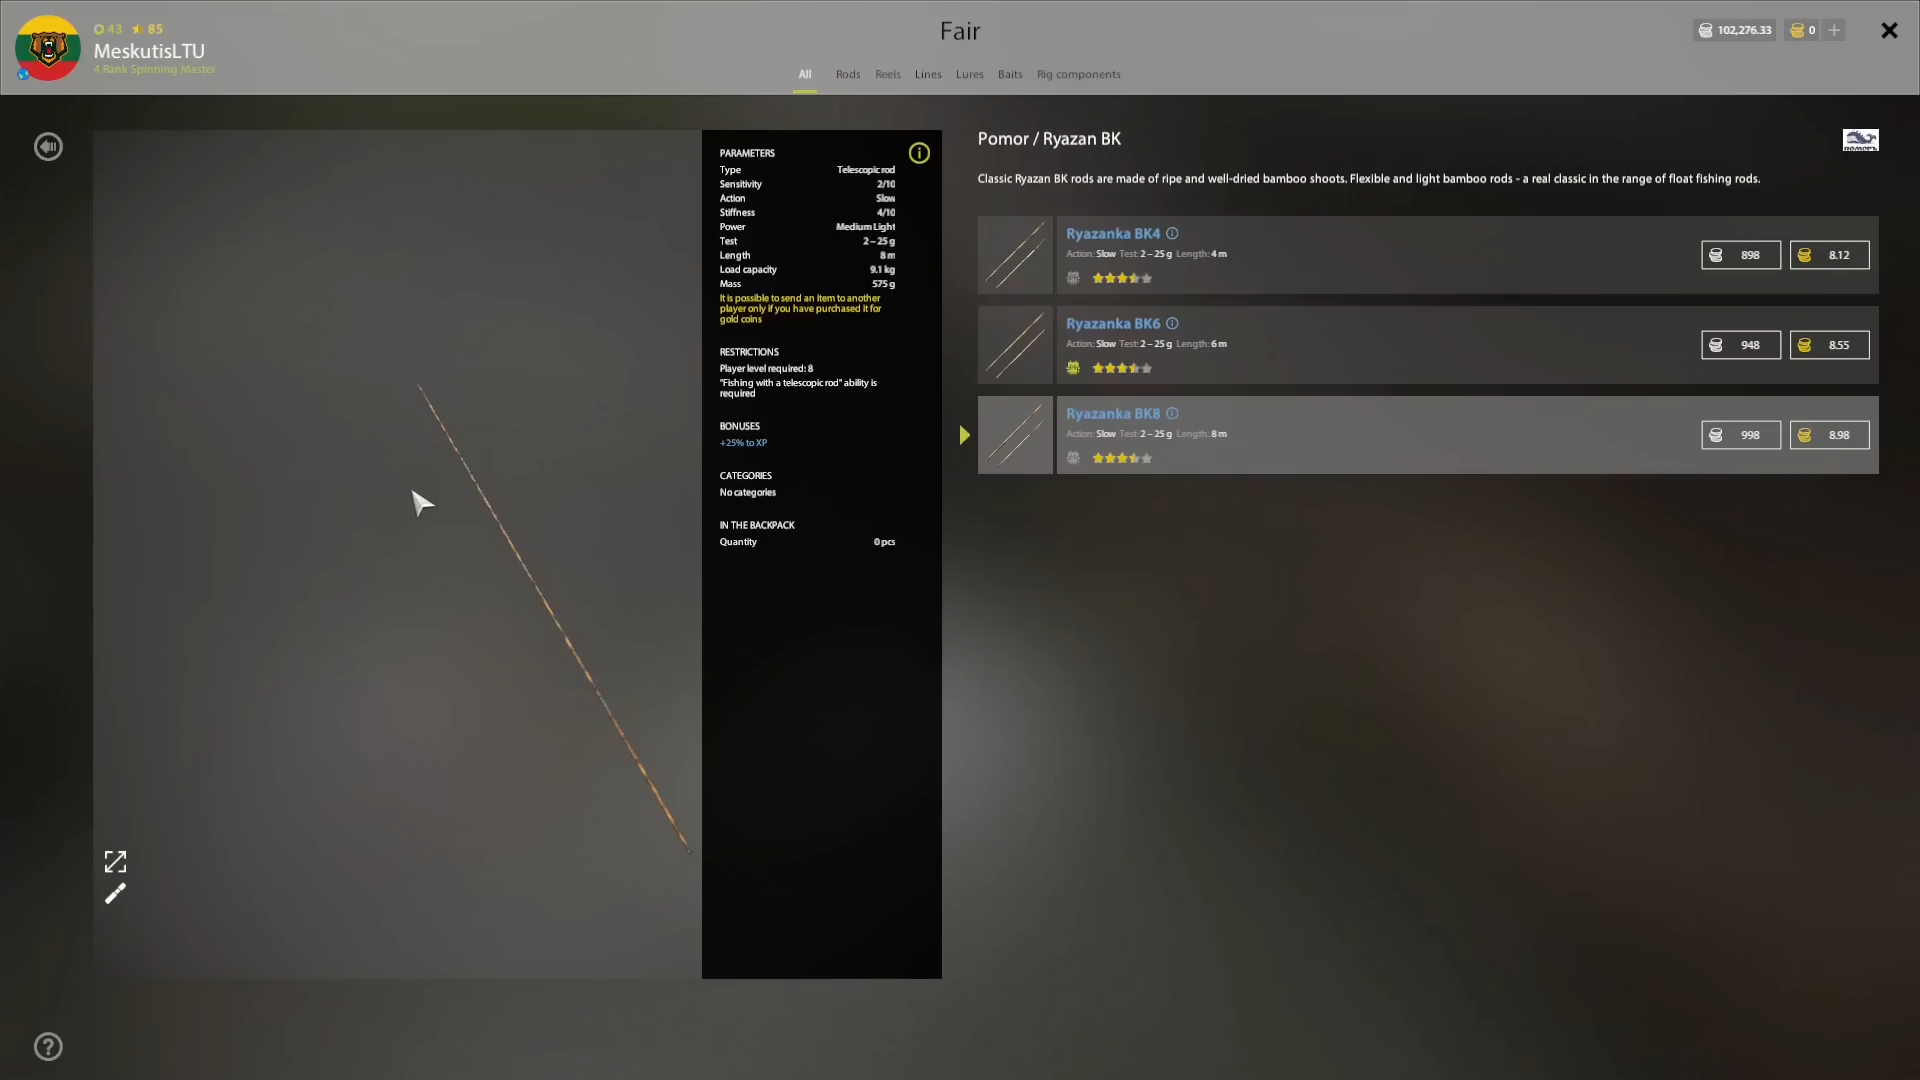 43 85
MeskutisLTU
4 Rank Spinning Master
Fair
102,276.33 0 +
All Rods Reels Lines Lures Baits Rig components
PARAMETERS
Type Telescopic rod
Sensitivity 2/10
Action Slow
Stiffness 4/10
Power Medium Light
Test 2 – 25 g
Length 8 m
Load capacity 9.1 kg
Mass 575 g
It is possible to send an item to another
player only if you have purchased it for
gold coins
RESTRICTIONS
Player level required: 8
"Fishing with a telescopic rod" ability is
required
BONUSES
+25% to XP
CATEGORIES
No categories
IN THE BACKPACK
Quantity 0 pcs
Pomor / Ryazan BK
ПОМОРЪ
Classic Ryazan BK rods are made of ripe and well-dried bamboo shoots. Flexible and light bamboo rods - a real classic in the range of float fishing rods.
Ryazanka BK4
Action: Slow Test: 2 – 25 g Length: 4 m
898 8.12
Ryazanka BK6
Action: Slow Test: 2 – 25 g Length: 6 m
948 8.55
Ryazanka BK8
Action: Slow Test: 2 – 25 g Length: 8 m
998 8.98